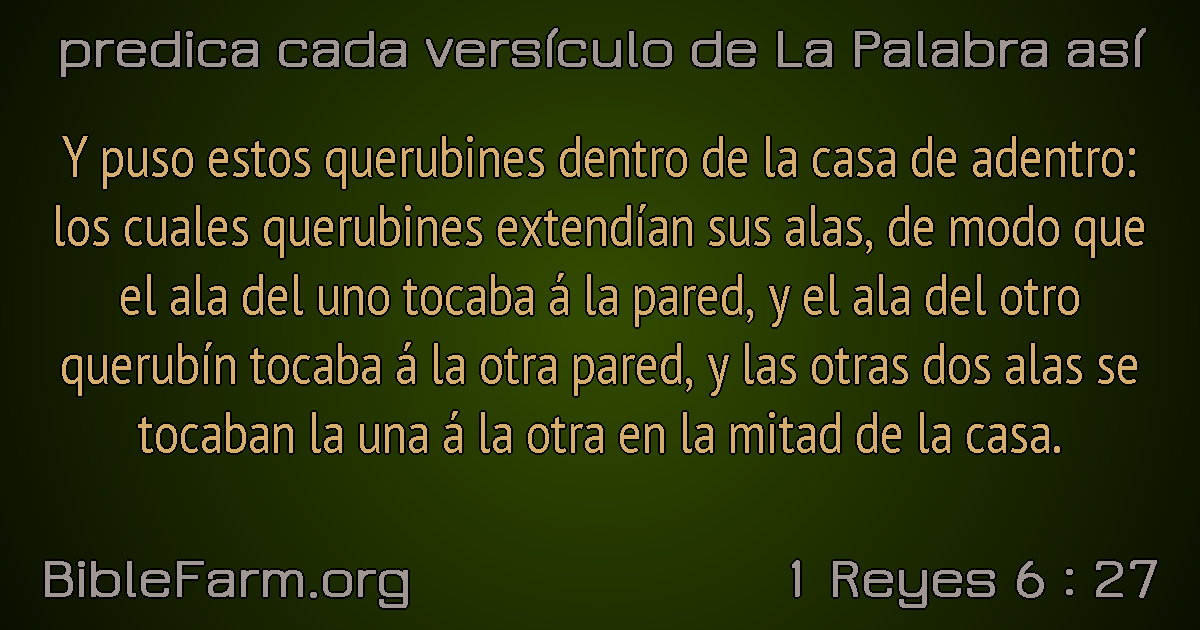 predica cada versículo de La Palabra así
Y puso estos querubines dentro de la casa de adentro:
los cuales querubines extendían sus alas, de modo que
el ala del uno tocaba á la pared, y el ala del otro
querubín tocaba á la otra pared, y las otras dos alas se
tocaban la una á la otra en la mitad de la casa.
BibleFarm.org
1 Reyes 6 : 27